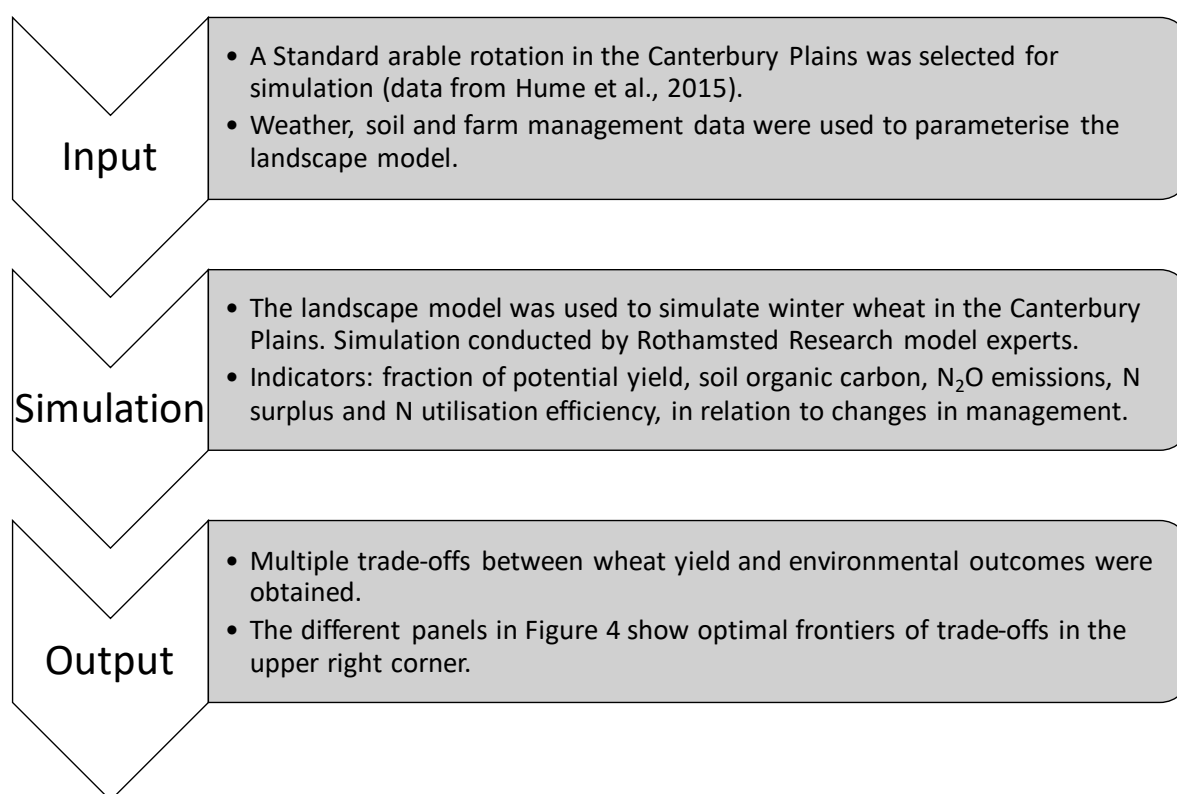 Input
• A Standard arable rotation in the Canterbury Plains was selected for
simulation (data from Hume et al., 2015).
• Weather, soil and farm management data were used to parameterise the
landscape model.
Simulation
• The landscape model was used to simulate winter wheat in the Canterbury
Plains. Simulation conducted by Rothamsted Research model experts.
• Indicators: fraction of potential yield, soil organic carbon, N₂O emissions, N
surplus and N utilisation efficiency, in relation to changes in management.
Output
• Multiple trade-offs between wheat yield and environmental outcomes were
obtained.
• The different panels in Figure 4 show optimal frontiers of trade-offs in the
upper right corner.